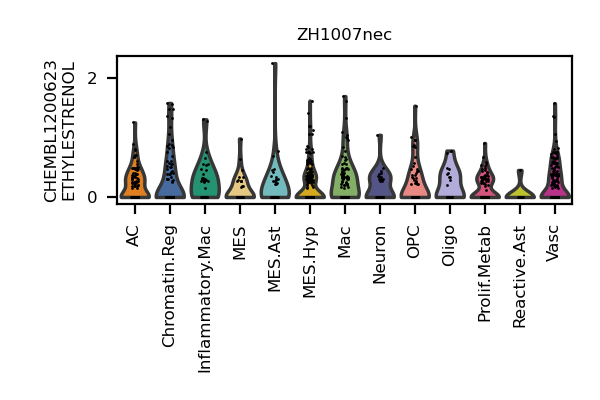 ZH1007nec
CHEMBL1200623
ETHYLESTRENOL
2
0
AC
Chromatin.Reg
Inflammatory.Mac
MES
MES.Ast
MES.Hyp
Mac
Neuron
OPC
Oligo
Prolif.Metab
Reactive.Ast
Vasc